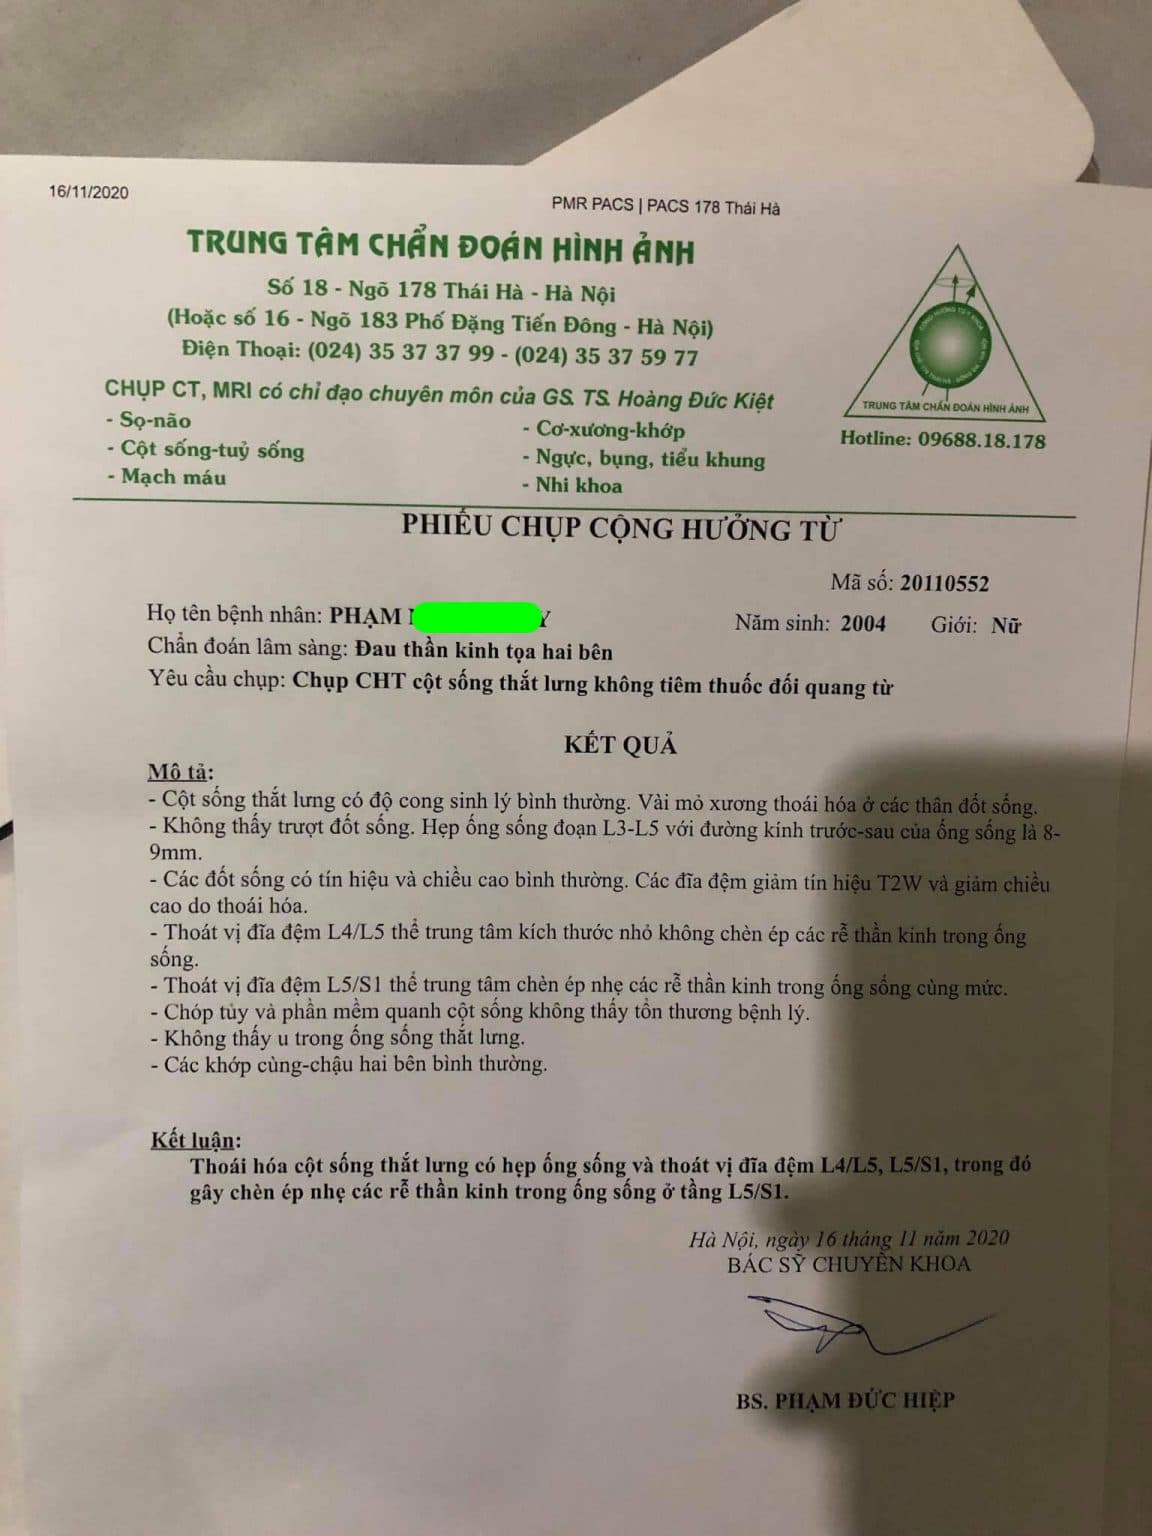 16/11/2020
PMR PACS | PACS 178 Thái Hà
TRUNG TÂM CHẨN ĐOÁN HÌNH ẢNH
Số 18 - Ngõ 178 Thái Hà - Hà Nội
(Hoặc số 16 - Ngõ 183 Phố Đặng Tiến Đông - Hà Nội)
Điện Thoại: (024) 35 37 37 99 - (024) 35 37 59 77
CHỤP CT, MRI có chỉ đạo chuyên môn của GS. TS. Hoàng Đức Kiệt
- Sọ-não
- Cột sống-tuỷ sống
- Mạch máu
- Cơ-xương-khớp
- Ngực, bụng, tiểu khung
- Nhi khoa
TRUNG TÂM CHẨN ĐOÁN HÌNH ẢNH
Hotline: 09688.18.178
PHIẾU CHỤP CỘNG HƯỞNG TỪ
Mã số: 20110552
Họ tên bệnh nhân: PHẠM Y Năm sinh: 2004 Giới: Nữ
Chẩn đoán lâm sàng: Đau thần kinh tọa hai bên
Yêu cầu chụp: Chụp CHT cột sống thắt lưng không tiêm thuốc đối quang từ
KẾT QUẢ
Mô tả:
- Cột sống thắt lưng có độ cong sinh lý bình thường. Vài mỏ xương thoái hóa ở các thân đốt sống.
- Không thấy trượt đốt sống. Hẹp ống sống đoạn L3-L5 với đường kính trước-sau của ống sống là 8-
9mm.
- Các đốt sống có tín hiệu và chiều cao bình thường. Các đĩa đệm giảm tín hiệu T2W và giảm chiều
cao do thoái hóa.
- Thoát vị đĩa đệm L4/L5 thể trung tâm kích thước nhỏ không chèn ép các rễ thần kinh trong ống
sống.
- Thoát vị đĩa đệm L5/S1 thể trung tâm chèn ép nhẹ các rễ thần kinh trong ống sống cùng mức.
- Chóp tủy và phần mềm quanh cột sống không thấy tổn thương bệnh lý.
- Không thấy u trong ống sống thắt lưng.
- Các khớp cùng-chậu hai bên bình thường.
Kết luận:
Thoái hóa cột sống thắt lưng có hẹp ống sống và thoát vị đĩa đệm L4/L5, L5/S1, trong đó
gây chèn ép nhẹ các rễ thần kinh trong ống sống ở tầng L5/S1.
Hà Nội, ngày 16 tháng 11 năm 2020
BÁC SỸ CHUYÊN KHOA
BS. PHẠM ĐỨC HIỆP